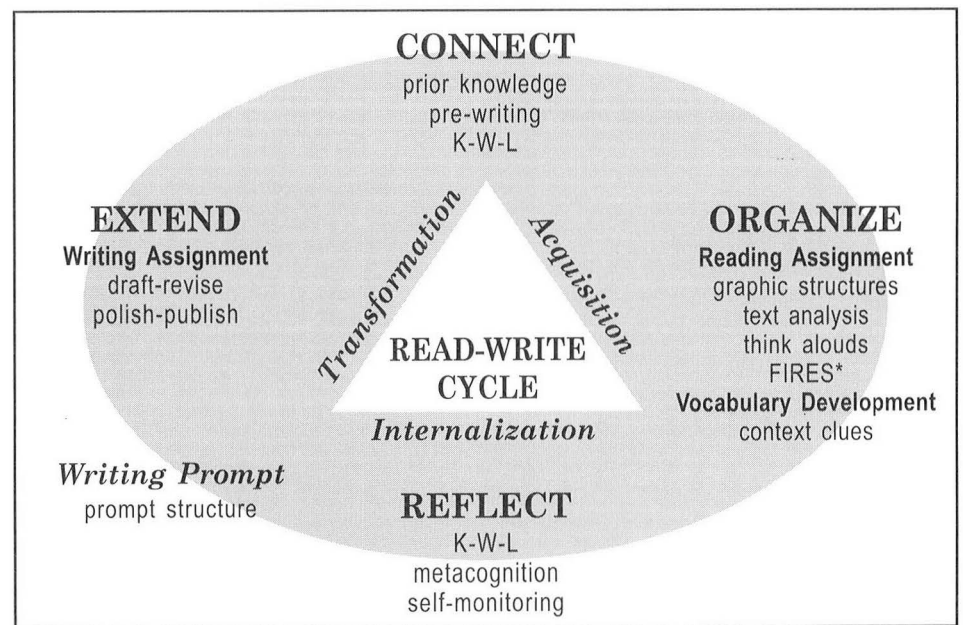 CONNECT
prior knowledge
pre-writing
K-W-L
EXTEND
Writing Assignment
draft-revise
polish-publish
Transformation
Acquisition
READ-WRITE
CYCLE
Internalization
ORGANIZE
Reading Assignment
graphic structures
text analysis
think alouds
FIRES*
Vocabulary Development
context clues
Writing Prompt
prompt structure
REFLECT
K-W-L
metacognition
self-monitoring